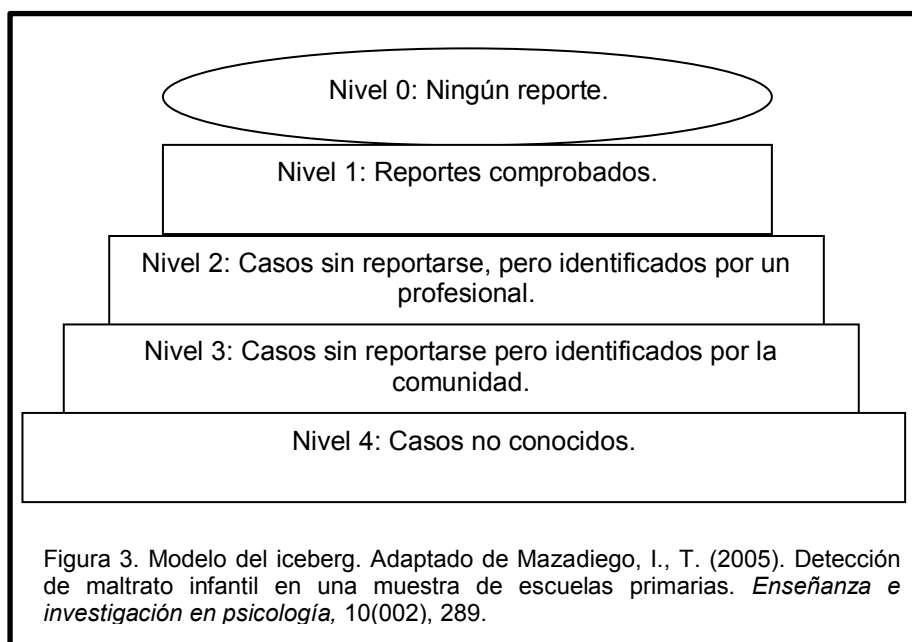 Nivel 0: Ningún reporte.
Nivel 1: Reportes comprobados.
Nivel 2: Casos sin reportarse, pero identificados por un
profesional.
Nivel 3: Casos sin reportarse pero identificados por la
comunidad.
Nivel 4: Casos no conocidos.
Figura 3. Modelo del iceberg. Adaptado de Mazadiego, I., T. (2005). Detección
de maltrato infantil en una muestra de escuelas primarias. Enseñanza e
investigación en psicología, 10(002), 289.